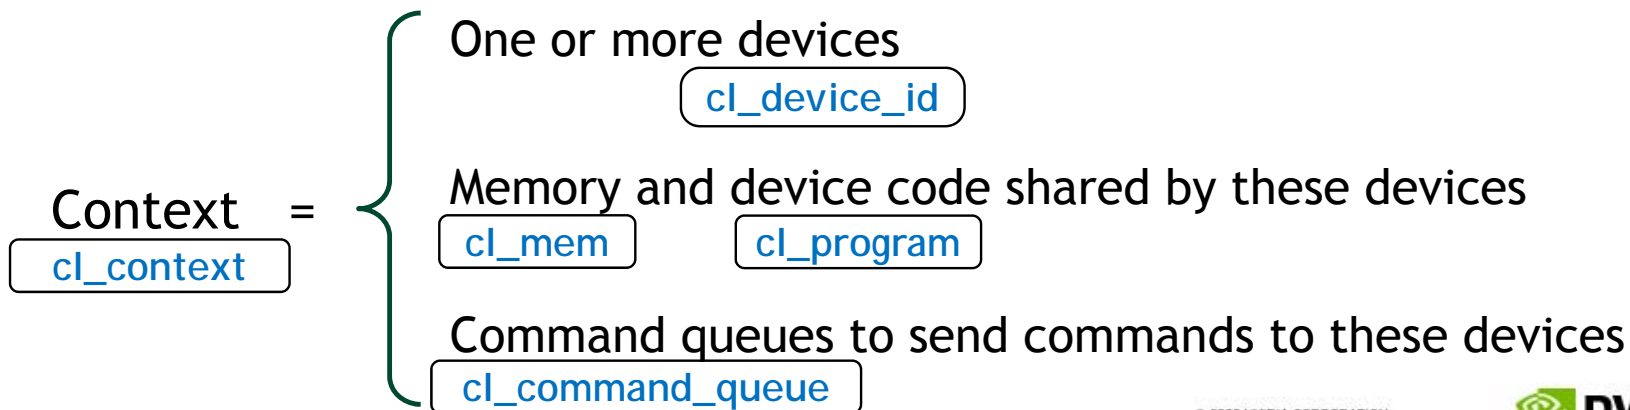 One or more devices
cl_device_id
Memory and device code shared by these devices
Context =
cl_mem cl_program
cl_context
Command queues to send commands to these devices
cl_command_queue